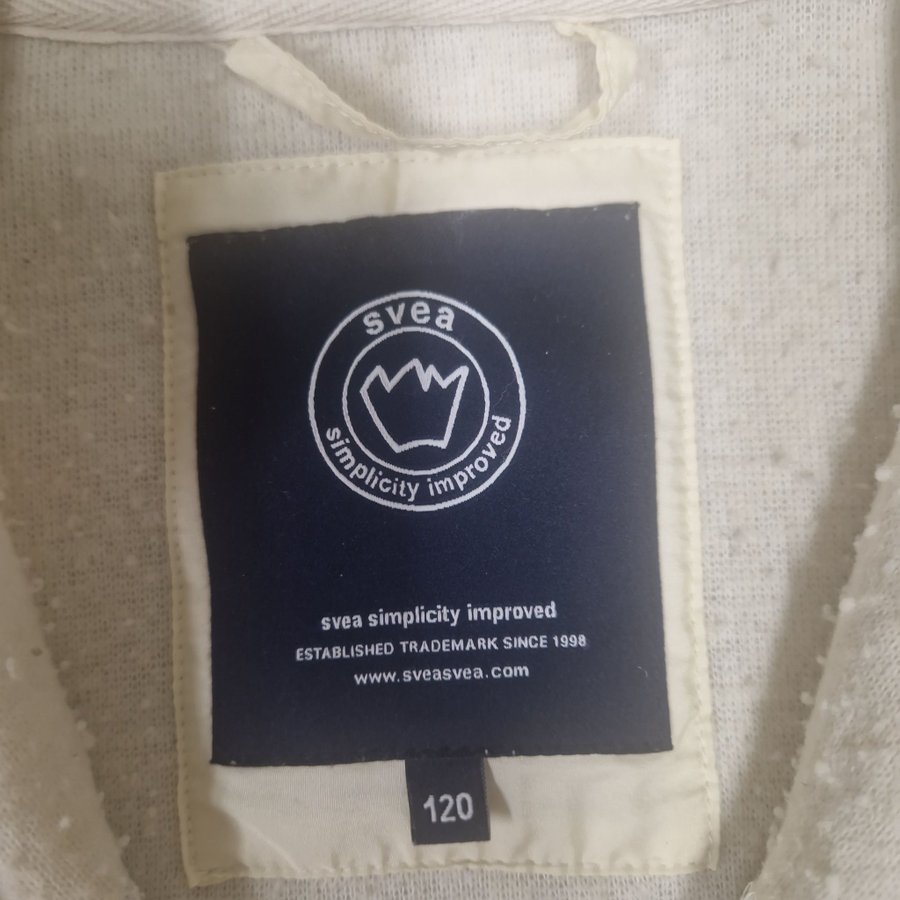 svea
simplicity improved
svea simplicity improved
ESTABLISHED TRADEMARK SINCE 1998
www.sveasvea.com
120